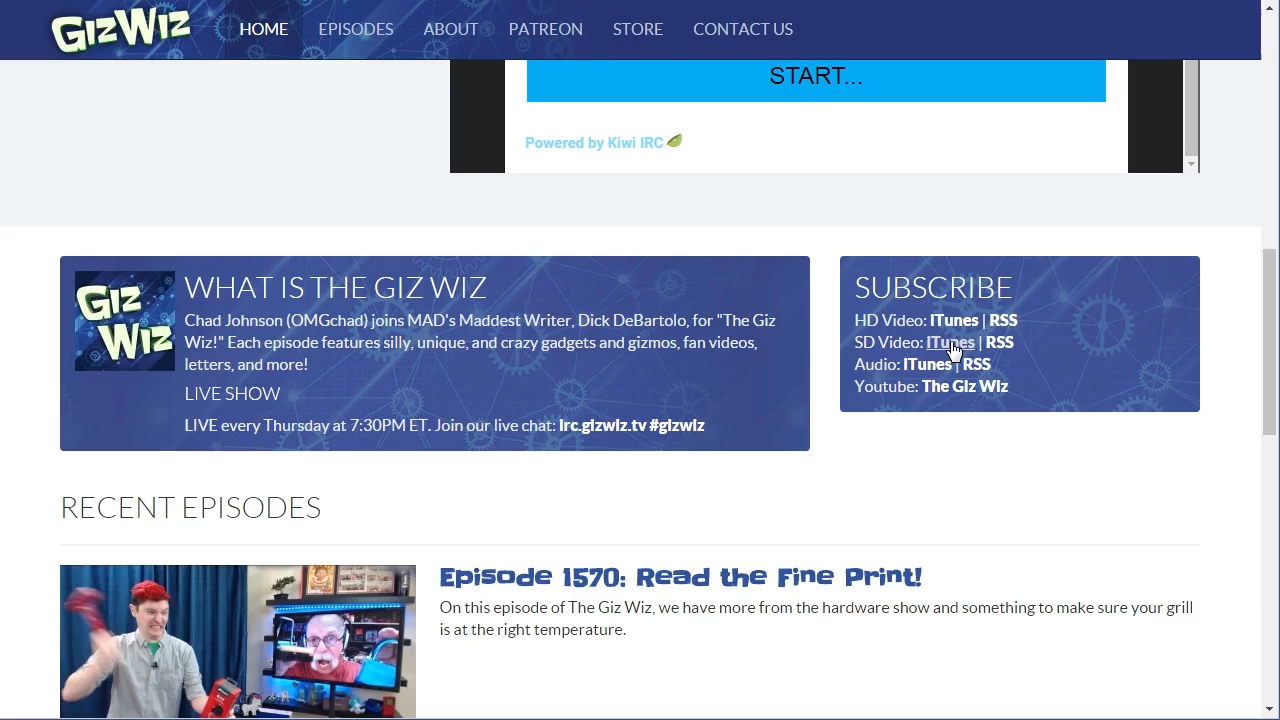 GIZWIZ HOME EPISODES ABOUT PATREON STORE CONTACT US
START...
Powered by Kiwi IRC
GIZ WIZ
WHAT IS THE GIZ WIZ
Chad Johnson (OMGchad) joins MAD's Maddest Writer, Dick DeBartolo, for "The Giz
Wiz!" Each episode features silly, unique, and crazy gadgets and gizmos, fan videos,
letters, and more!
LIVE SHOW
LIVE every Thursday at 7:30PM ET. Join our live chat: irc.gizwiz.tv #gizwiz
SUBSCRIBE
HD Video: iTunes | RSS
SD Video: iTunes | RSS
Audio: iTunes | RSS
Youtube: The Giz Wiz
RECENT EPISODES
Episode 1570: Read the Fine Print!
On this episode of The Giz Wiz, we have more from the hardware show and something to make sure your grill
is at the right temperature.